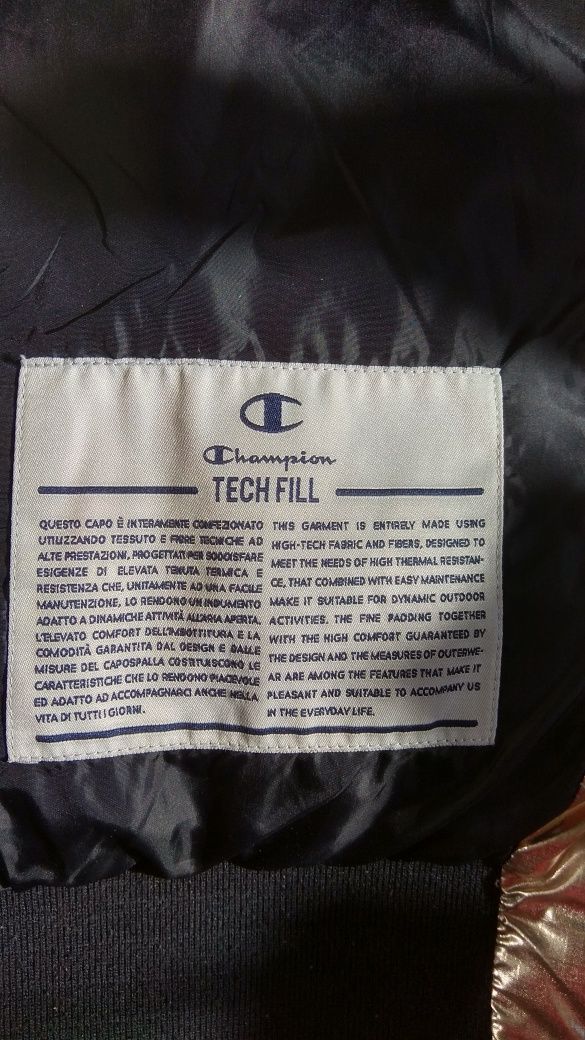 Champion
TECH FILL
QUESTO CAPO È INTERAMENTE CONFEZIONATO
UTILIZZANDO TESSUTO E FIBRE TECNICHE AD
ALTE PRESTAZIONI, PROGETTATI PER SODDISFARE
ESIGENZE DI ELEVATA TENUTA TERMICA E
RESISTENZA CHE, UNITAMENTE AD UNA FACILE
MANUTENZIONE, LO RENDONO UN INDUMENTO
ADATTO A DINAMICHE ATTIVITÀ ALL'ARIA APERTA.
L'ELEVATO COMFORT DELL'IMBOTTITURA E LA
COMODITÀ GARANTITA DAL DESIGN E DALLE
MISURE DEL CAPOSPALLA COSTITUISCONO LE
CARATTERISTICHE CHE LO RENDONO PIACEVOLE
ED ADATTO AD ACCOMPAGNARCI ANCHE NELLA
VITA DI TUTTI I GIORNI.
THIS GARMENT IS ENTIRELY MADE USING
HIGH-TECH FABRIC AND FIBERS, DESIGNED TO
MEET THE NEEDS OF HIGH THERMAL RESISTAN-
CE, THAT COMBINED WITH EASY MAINTENANCE
MAKE IT SUITABLE FOR DYNAMIC OUTDOOR
ACTIVITIES. THE FINE PADDING TOGETHER
WITH THE HIGH COMFORT GUARANTEED BY
THE DESIGN AND THE MEASURES OF OUTERWE-
AR ARE AMONG THE FEATURES THAT MAKE IT
PLEASANT AND SUITABLE TO ACCOMPANY US
IN THE EVERYDAY LIFE.